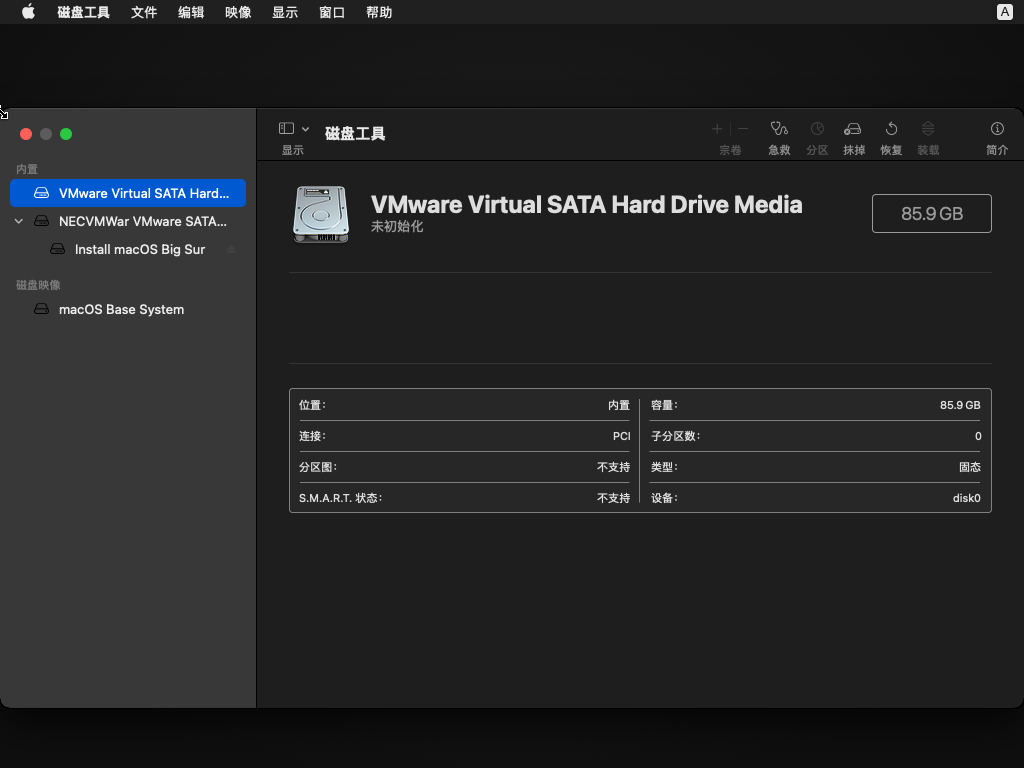 磁盘工具 文件 编辑 映像 显示 窗口 帮助 A
显示
磁盘工具
宗卷 急救 分区 抹掉 恢复 装载 简介
内置
VMware Virtual SATA Hard...
NECVMWar VMware SATA...
Install macOS Big Sur
磁盘映像
macOS Base System
VMware Virtual SATA Hard Drive Media
未初始化
85.9 GB
位置： 内置
容量： 85.9 GB
连接： PCI
子分区数： 0
分区图： 不支持
类型： 固态
S.M.A.R.T. 状态： 不支持
设备： disk0